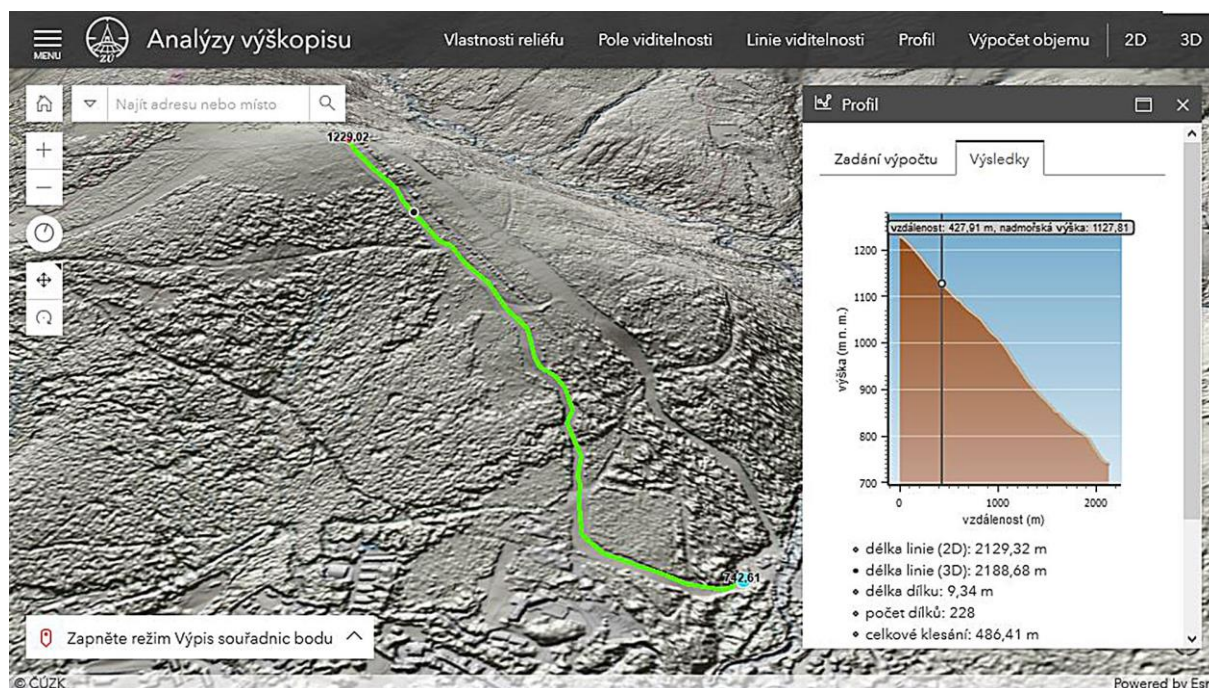 MENU
ZÚ
Analýzy výškopisu
Vlastnosti reliéfu
Pole viditelnosti
Linie viditelnosti
Profil
Výpočet objemu
2D
3D
Najít adresu nebo místo
1229,02
742,61
Profil
Zadání výpočtu
Výsledky
vzdálenost: 427,91 m, nadmořská výška: 1127,81
výška (m n. m.)
1200
1100
1000
900
800
700
0
1000
2000
vzdálenost (m)
délka linie (2D): 2129,32 m
délka linie (3D): 2188,68 m
délka dílku: 9,34 m
počet dílků: 228
celkové klesání: 486,41 m
Zapněte režim Výpis souřadnic bodu
© ČÚZK
Powered by Esr